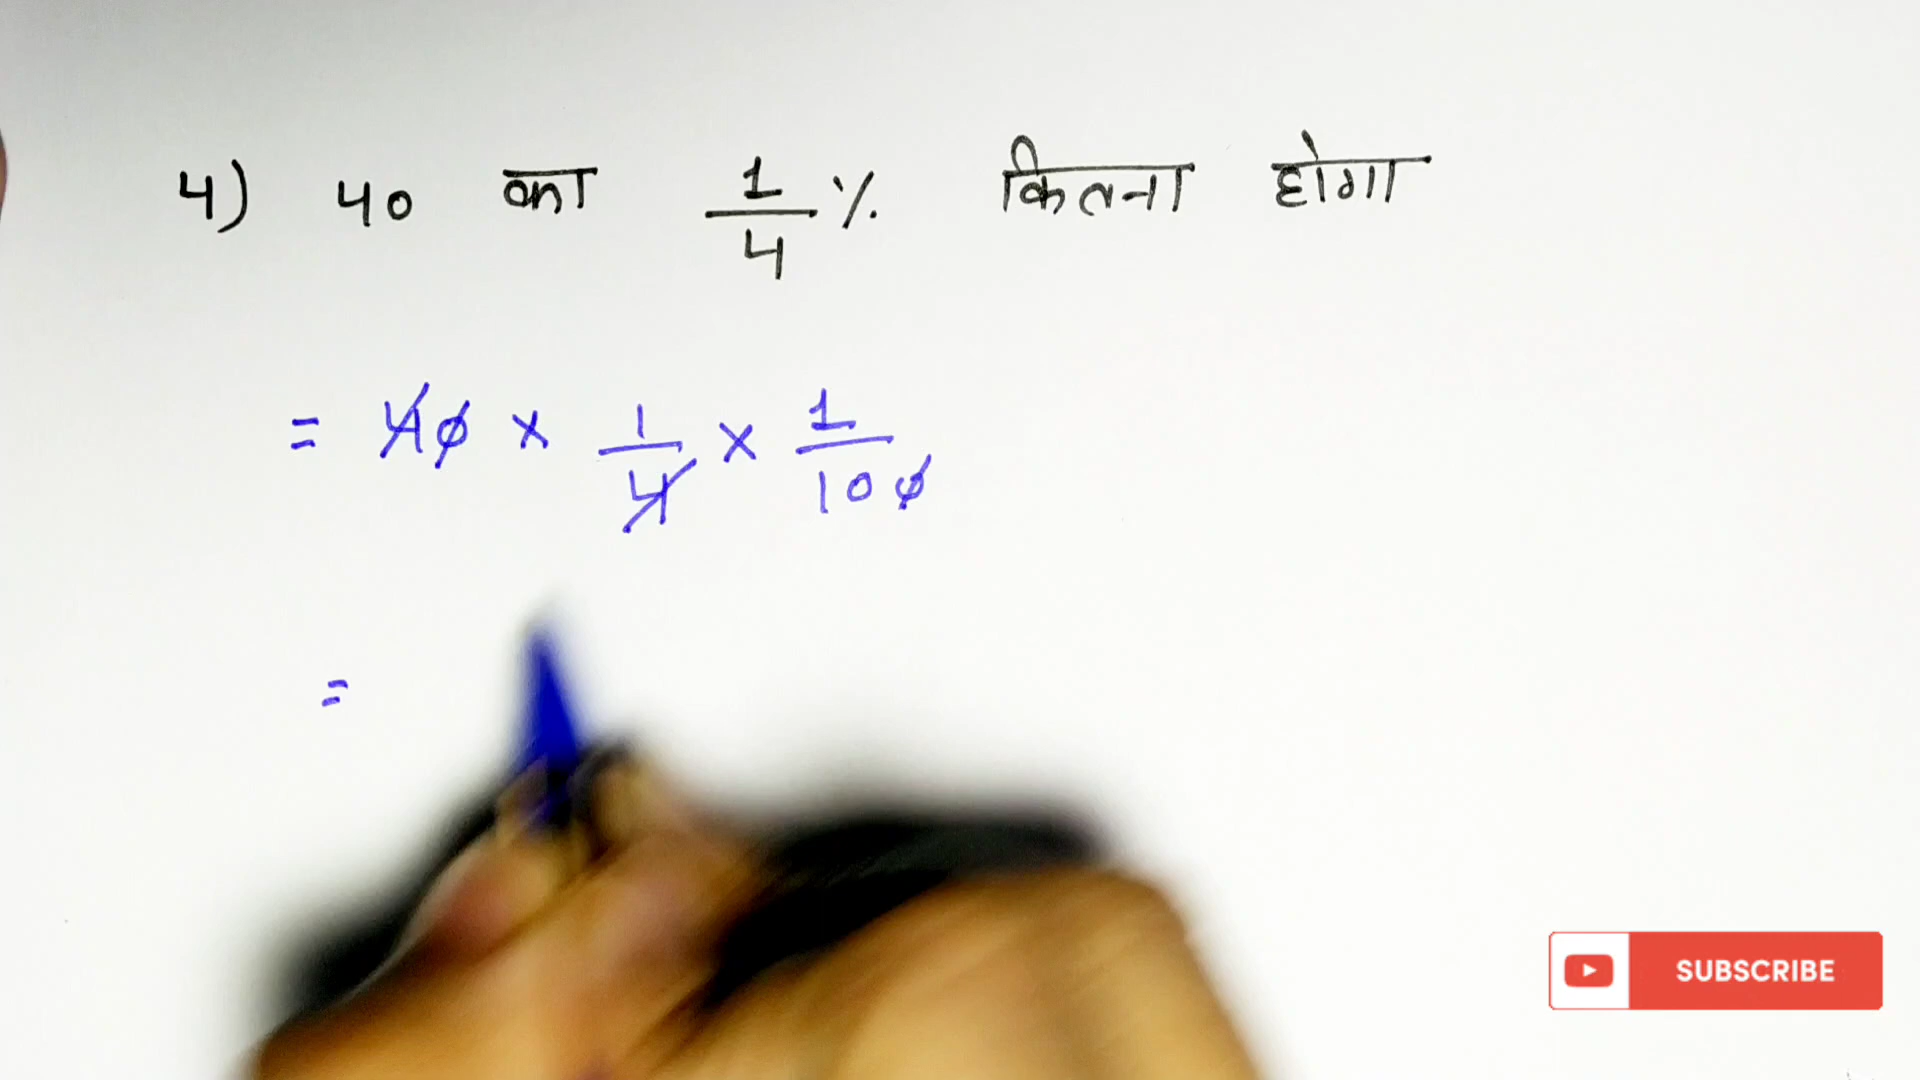 4) 40 का 1/4 % कितना होगा
= 40 × 1/4 × 1/100
=
SUBSCRIBE